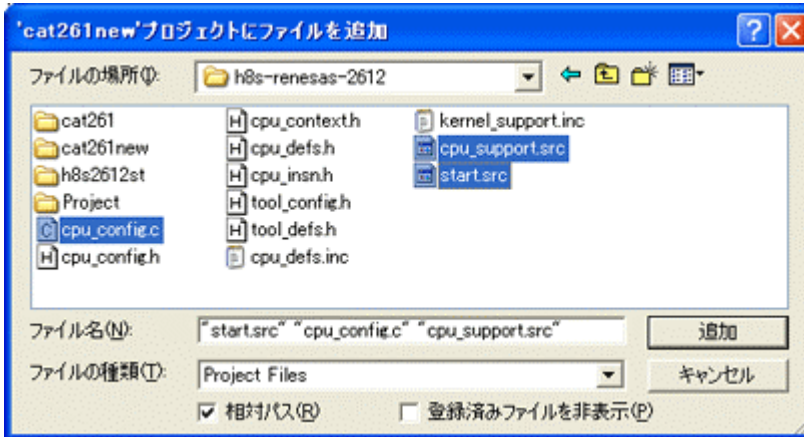 'cat261new'プロジェクトにファイルを追加
ファイルの場所(I):
h8s-renesas-2612
cat261
cat261new
h8s2612st
Project
cpu_config.c
cpu_config.h
cpu_context.h
cpu_defs.h
cpu_insn.h
tool_config.h
tool_defs.h
cpu_defs.inc
kernel_support.inc
cpu_support.src
start.src
ファイル名(N):
"start.src" "cpu_config.c" "cpu_support.src"
追加
ファイルの種類(T):
Project Files
キャンセル
相対パス(R)
登録済みファイルを非表示(P)